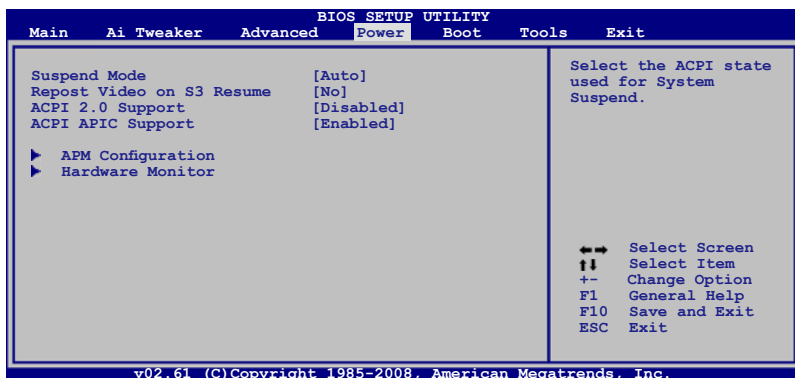 BIOS SETUP UTILITY
Main Ai Tweaker Advanced Power Boot Tools Exit
Suspend Mode [Auto]
Repost Video on S3 Resume [No]
ACPI 2.0 Support [Disabled]
ACPI APIC Support [Enabled]
APM Configuration
Hardware Monitor
Select the ACPI state
used for System
Suspend.
←→ Select Screen
↑↓ Select Item
+- Change Option
F1 General Help
F10 Save and Exit
ESC Exit
v02.61 (C)Copyright 1985-2008, American Megatrends, Inc.